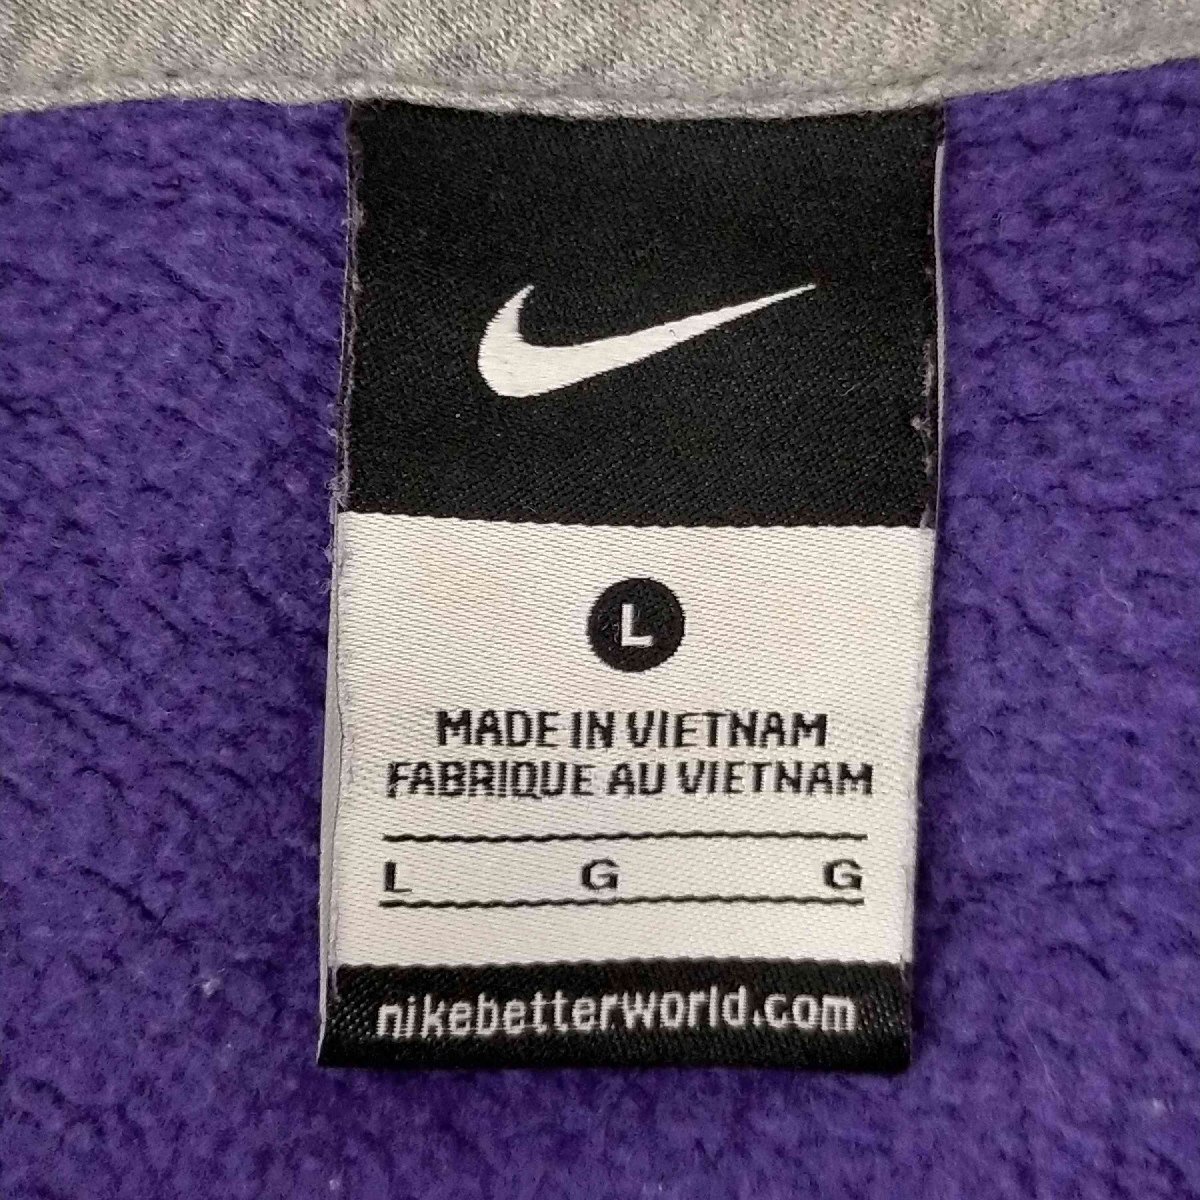 L
MADE IN VIETNAM
FABRIQUE AU VIETNAM
L G G
nikebetterworld.com